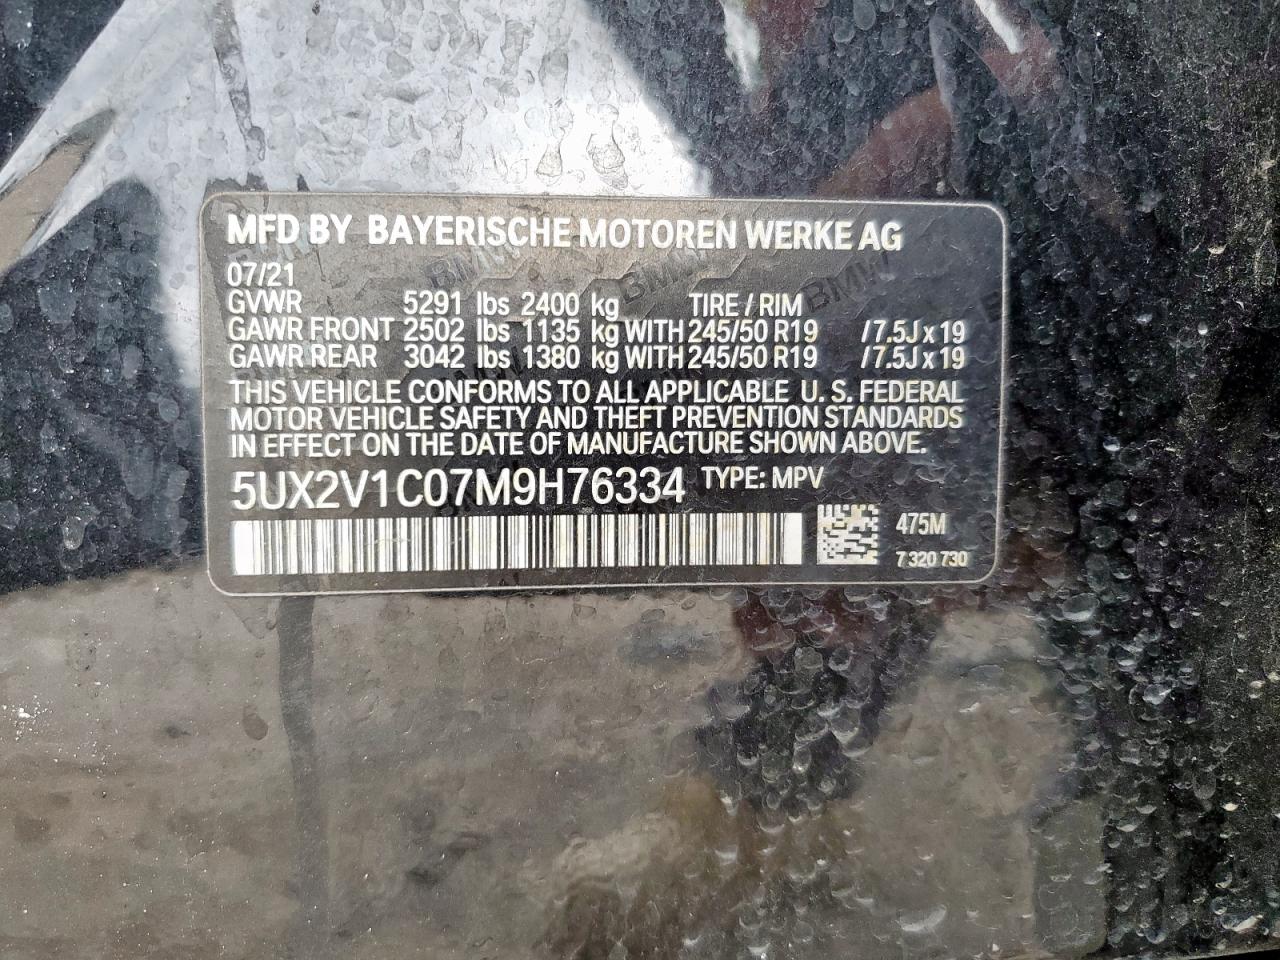 MFD BY BAYERISCHE MOTOREN WERKE AG
07/21
GVWR 5291 lbs 2400 kg TIRE / RIM
GAWR FRONT 2502 lbs 1135 kg WITH 245/50 R19 /7.5J x 19
GAWR REAR 3042 lbs 1380 kg WITH 245/50 R19 /7.5J x 19
THIS VEHICLE CONFORMS TO ALL APPLICABLE U. S. FEDERAL
MOTOR VEHICLE SAFETY AND THEFT PREVENTION STANDARDS
IN EFFECT ON THE DATE OF MANUFACTURE SHOWN ABOVE.
5UX2V1C07M9H76334 TYPE: MPV
475M
7 320 730